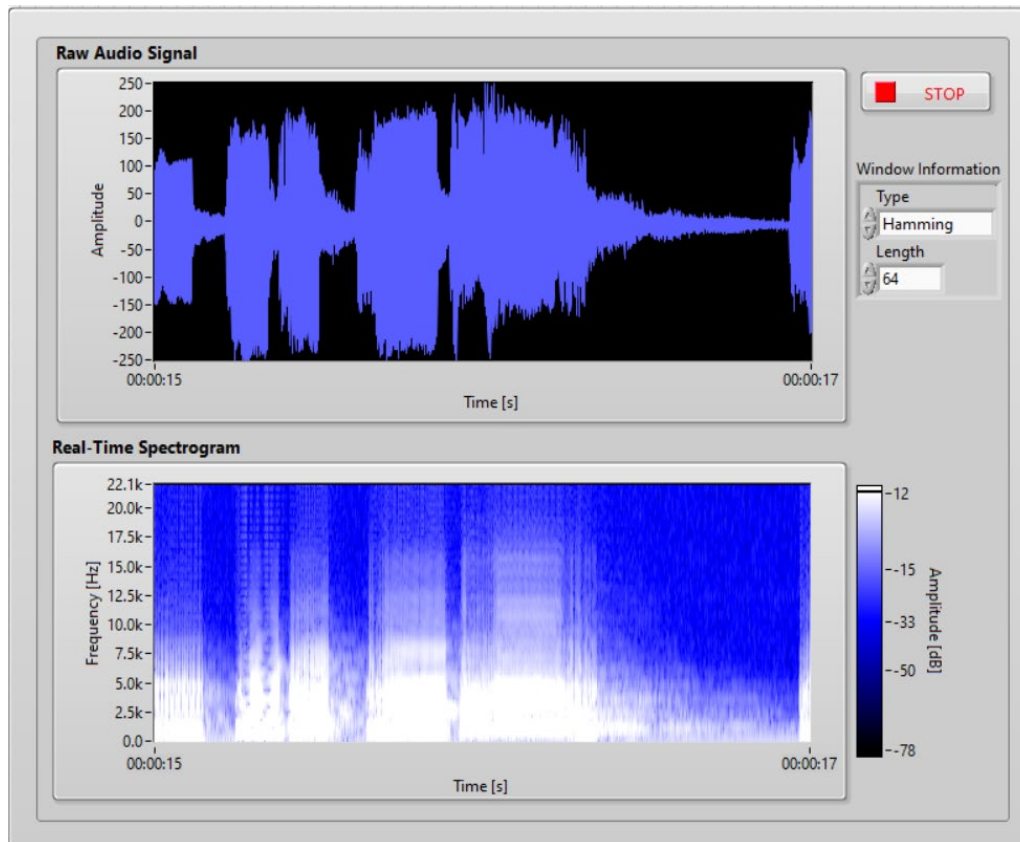 Raw Audio Signal
250
200
150
100
50
0
-50
-100
-150
-200
-250
Amplitude
00:00:15
00:00:17
Time [s]
STOP
Window Information
Type
Hamming
Length
64
Real-Time Spectrogram
22.1k
20.0k
17.5k
15.0k
12.5k
10.0k
7.5k
5.0k
2.5k
0.0
Frequency [Hz]
00:00:15
00:00:17
Time [s]
-12
-15
-33
-50
-78
Amplitude [dB]